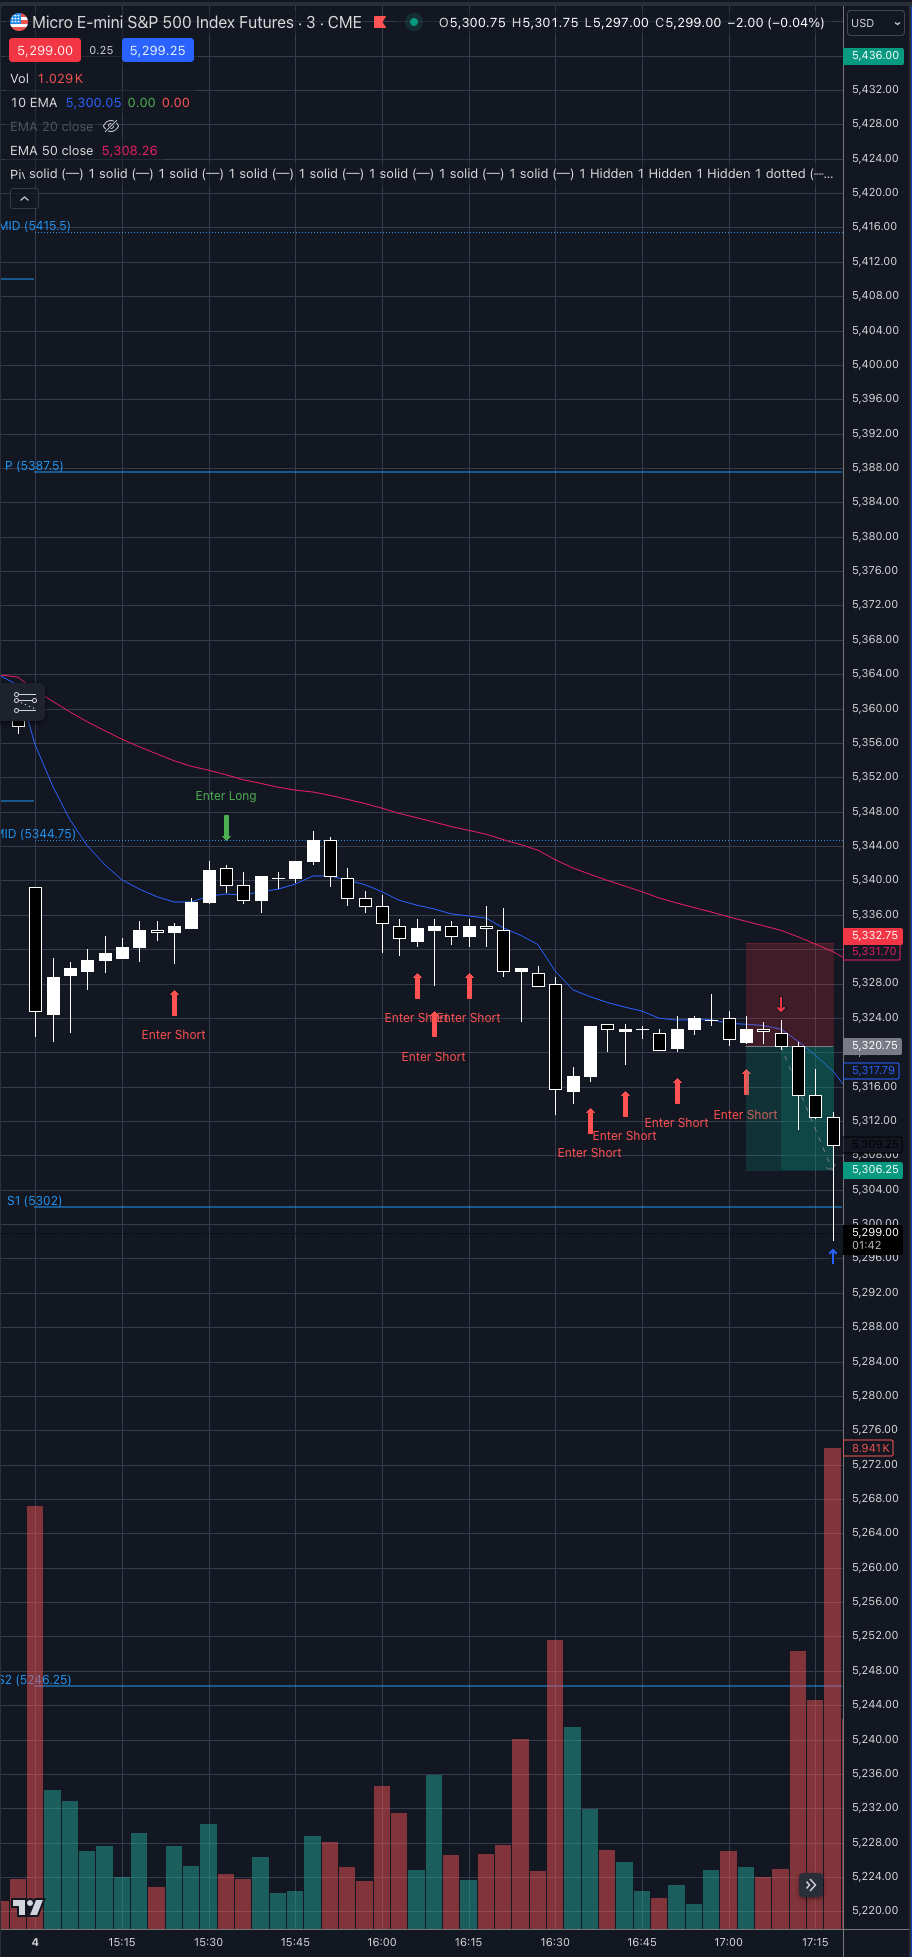 Micro E-mini S&P 500 Index Futures · 3 · CME O5,300.75 H5,301.75 L5,297.00 C5,299.00 −2.00 (−0.04%) USD
5,299.00 0.25 5,299.25
Vol 1.029K
10 EMA 5,300.05 0.00 0.00
EMA 20 close
EMA 50 close 5,308.26
Piv solid (—) 1 solid (—) 1 solid (—) 1 solid (—) 1 solid (—) 1 solid (—) 1 solid (—) 1 solid (—) 1 Hidden 1 Hidden 1 Hidden 1 dotted (┈...
5,436.00
5,432.00
5,428.00
5,424.00
5,420.00
MID (5415.5)
5,416.00
5,412.00
5,408.00
5,404.00
5,400.00
5,396.00
5,392.00
P (5387.5)
5,388.00
5,384.00
5,380.00
5,376.00
5,372.00
5,368.00
5,364.00
5,360.00
5,356.00
5,352.00
Enter Long
5,348.00
MID (5344.75)
5,344.00
5,340.00
5,336.00
5,332.75
5,331.70
5,328.00
Enter Short
Enter Short
5,324.00
Enter Short
Enter Short
5,320.75
5,317.79
5,316.00
Enter Short
Enter Short
5,312.00
Enter Short
Enter Short
5,309.25
5,308.00
5,306.25
5,304.00
S1 (5302)
5,300.00
5,299.00
01:42
5,296.00
5,292.00
5,288.00
5,284.00
5,280.00
5,276.00
8.941K
5,272.00
5,268.00
5,264.00
5,260.00
5,256.00
5,252.00
5,248.00
S2 (5246.25)
5,244.00
5,240.00
5,236.00
5,232.00
5,228.00
5,224.00
5,220.00
4 15:15 15:30 15:45 16:00 16:15 16:30 16:45 17:00 17:15